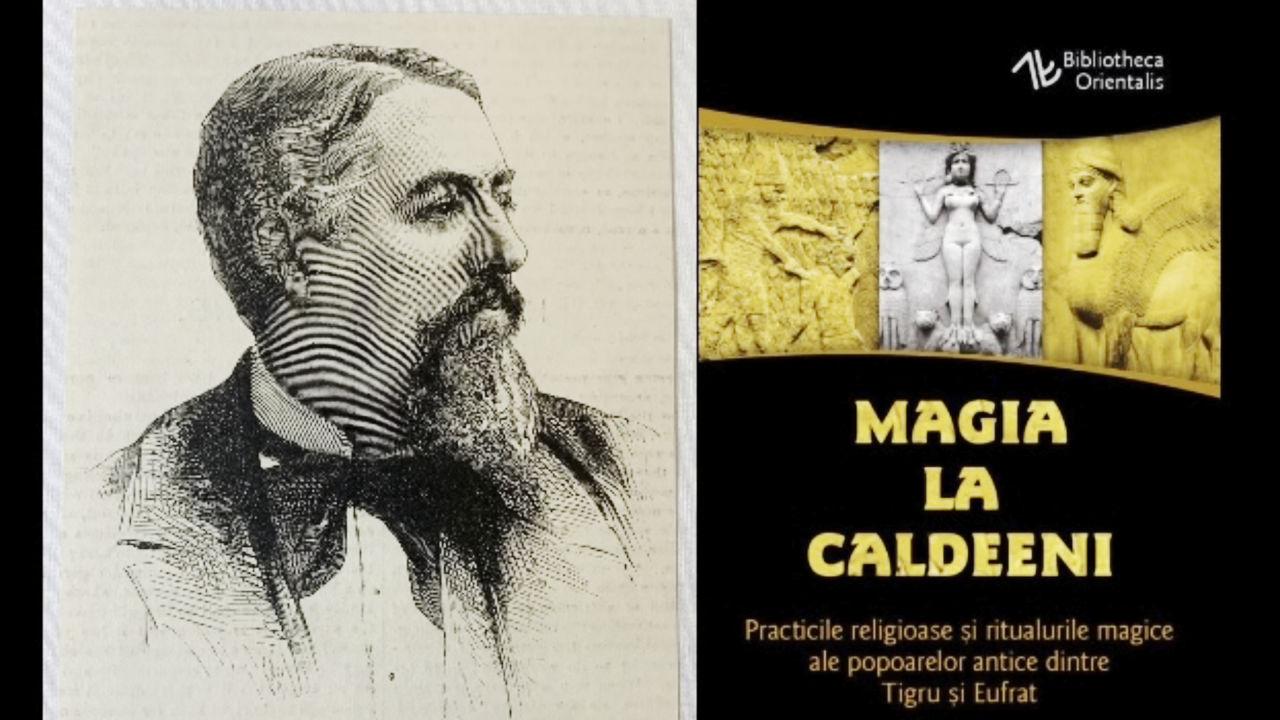 Bibliotheca
Orientalis
MAGIA
LA
CALDEENI
Practicile religioase și ritualurile magice
ale popoarelor antice dintre
Tigru și Eufrat